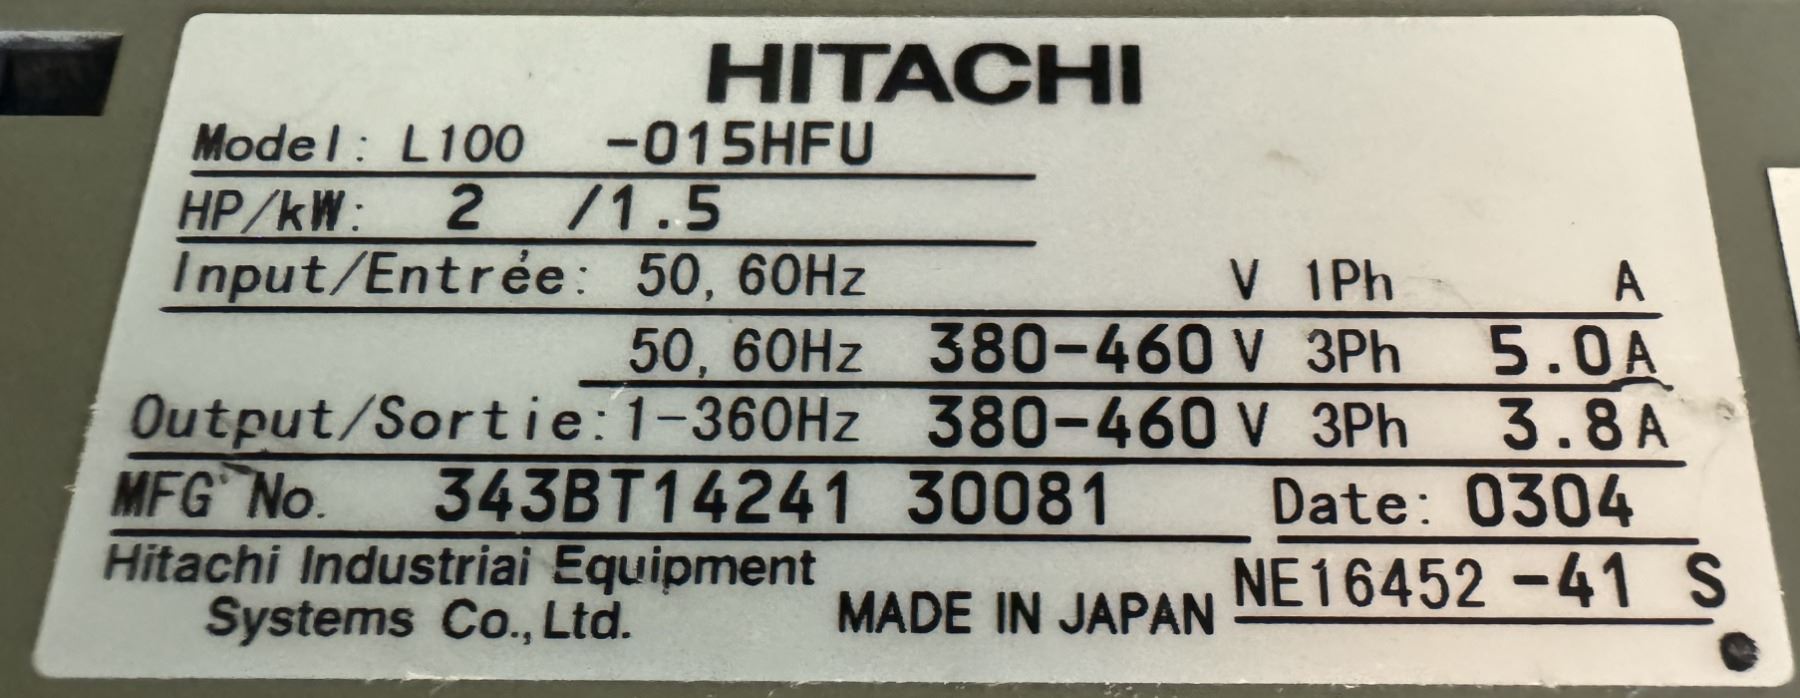 HITACHI
Model: L100 -015HFU
HP/kW: 2 /1.5
Input/Entrée: 50, 60Hz V 1Ph A
50, 60Hz 380-460 V 3Ph 5.0 A
Output/Sortie: 1-360Hz 380-460 V 3Ph 3.8 A
MFG No. 343BT14241 30081 Date: 0304
Hitachi Industrial Equipment
Systems Co., Ltd. MADE IN JAPAN NE16452 -41 S